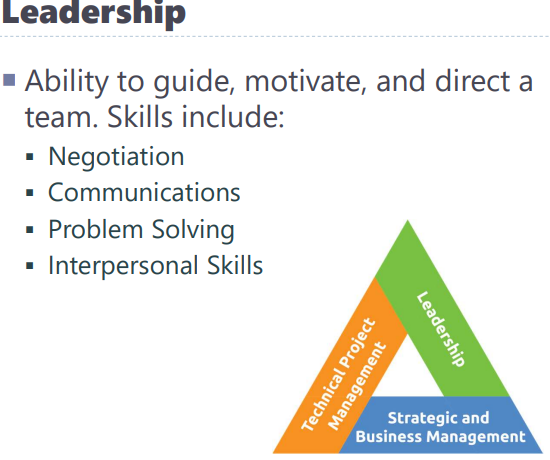 Leadership
Ability to guide, motivate, and direct a
team. Skills include:
Negotiation
Communications
Problem Solving
Interpersonal Skills
Leadership
Technical Project
Management
Strategic and
Business Management